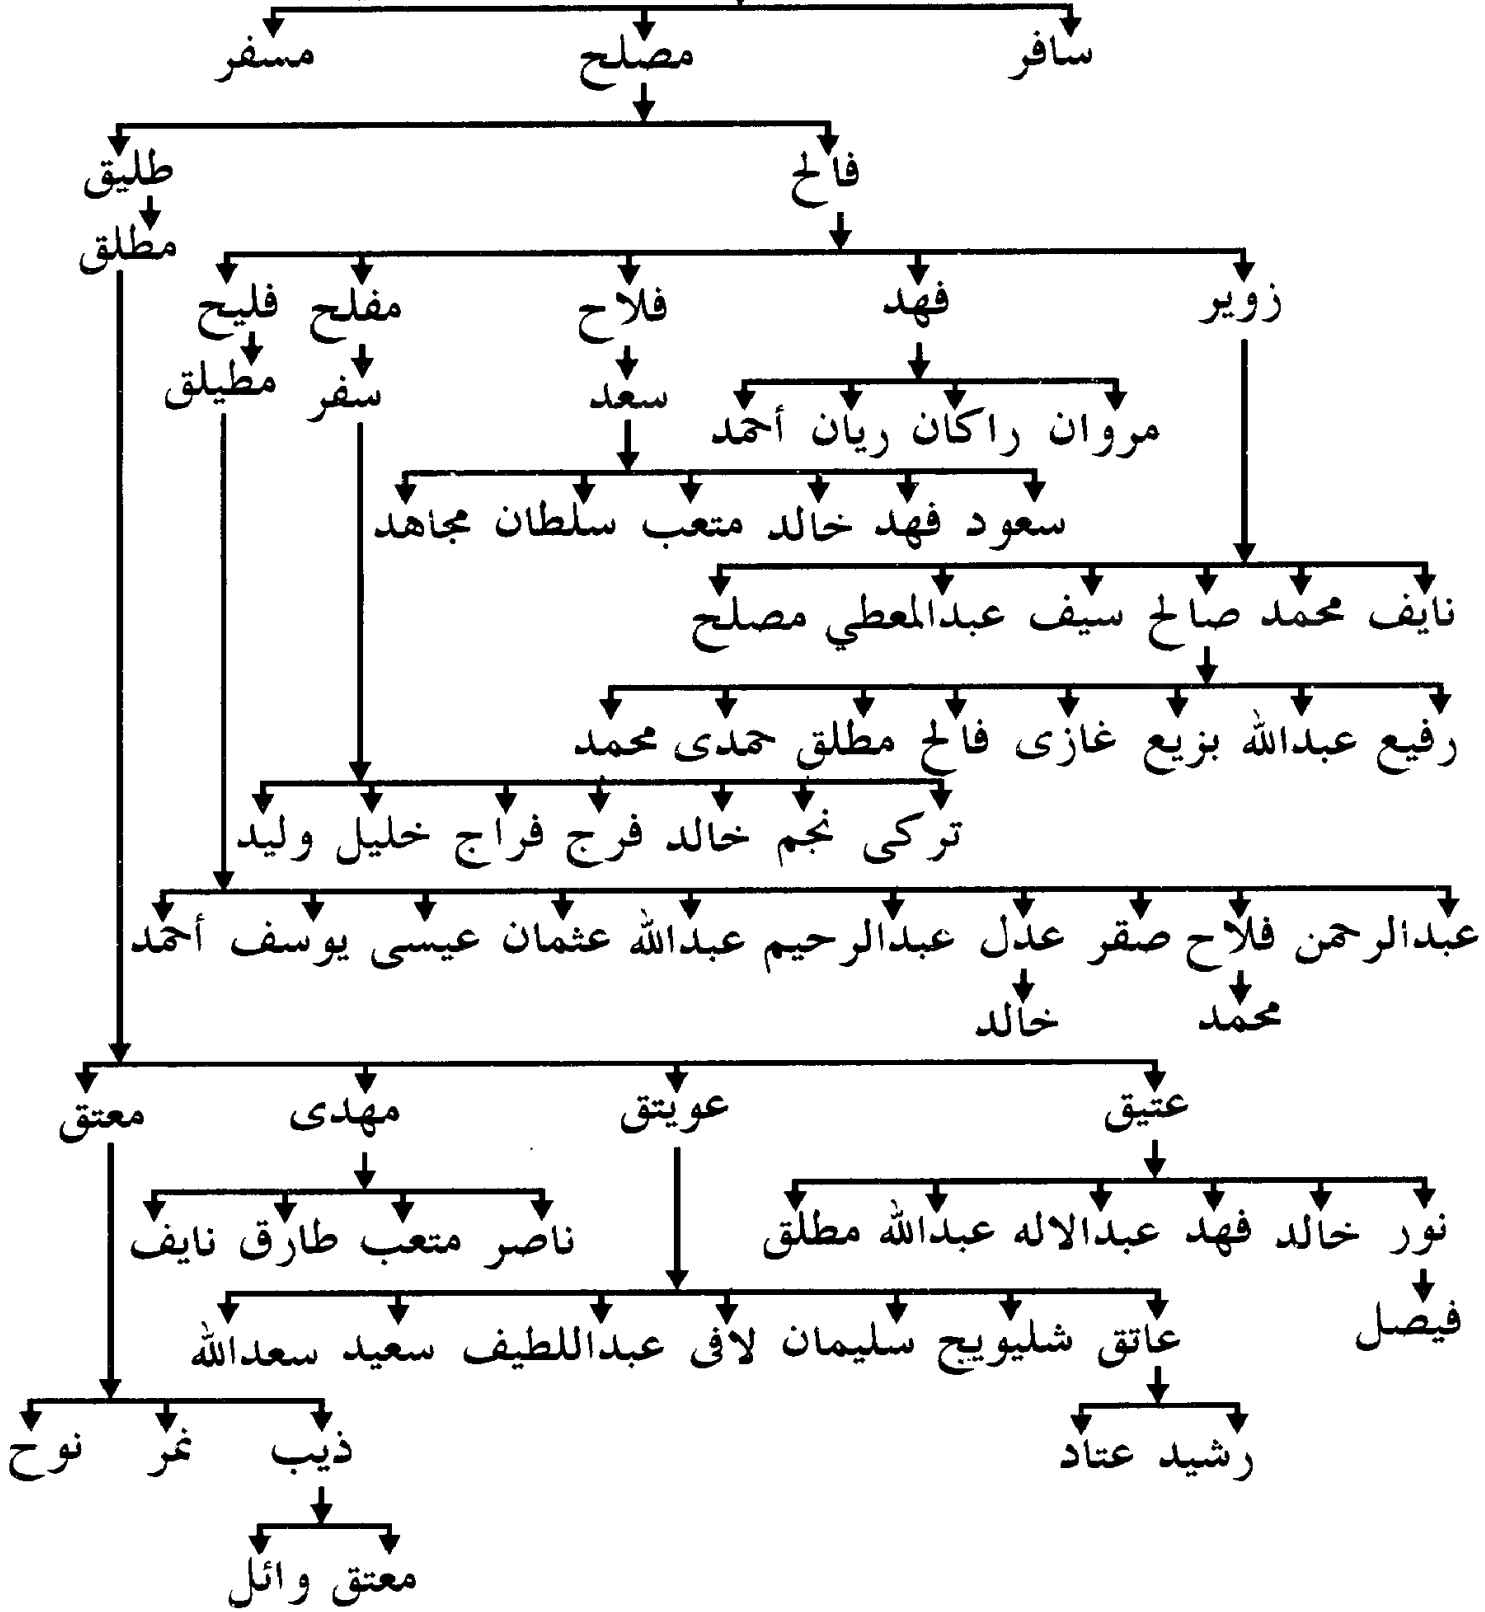 سافر مصلح مسفر
فالح طليق
مطلق
زوير فهد فلاح مفلح فليح
سعد سفر مطيلق
مروان راكان ريان أحمد
سعود فهد خالد متعب سلطان مجاهد
نايف محمد صالح سيف عبدالمعطي مصلح
رفيع عبدالله بزيع غازى فالح مطلق حمدى محمد
تركى نجم خالد فرج فراج خليل وليد
عبدالرحمن فلاح صقر عدل عبدالرحيم عبدالله عثمان عيسى يوسف أحمد
محمد خالد
عتيق عويتق مهدى معتق
نور خالد فهد عبدالاله عبدالله مطلق ناصر متعب طارق نايف
فيصل
عاتق شليويح سليمان لافى عبداللطيف سعيد سعدالله
رشيد عتاد ذيب نمر نوح
معتق وائل